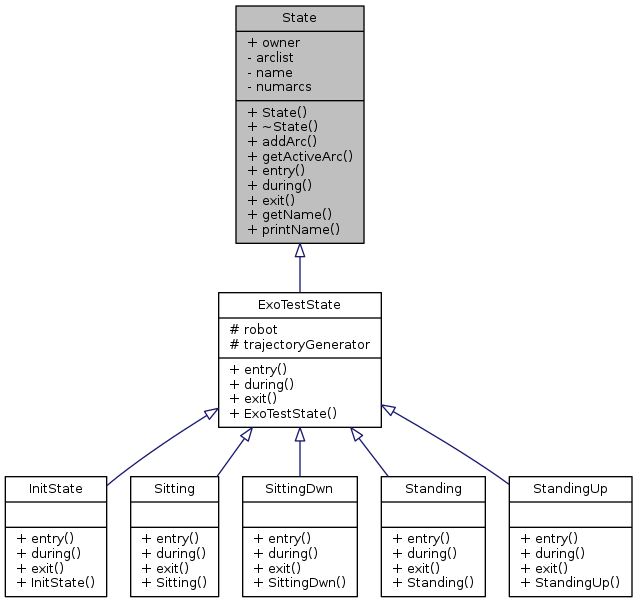 State
+ owner
- arclist
- name
- numarcs
+ State()
+ ~State()
+ addArc()
+ getActiveArc()
+ entry()
+ during()
+ exit()
+ getName()
+ printName()
ExoTestState
# robot
# trajectoryGenerator
+ entry()
+ during()
+ exit()
+ ExoTestState()
InitState
+ entry()
+ during()
+ exit()
+ InitState()
Sitting
+ entry()
+ during()
+ exit()
+ Sitting()
SittingDwn
+ entry()
+ during()
+ exit()
+ SittingDwn()
Standing
+ entry()
+ during()
+ exit()
+ Standing()
StandingUp
+ entry()
+ during()
+ exit()
+ StandingUp()